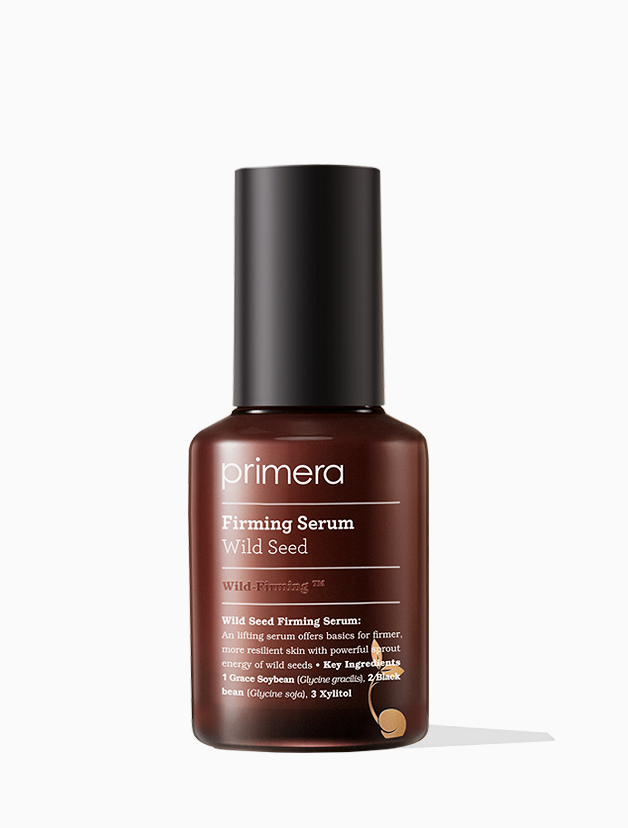 primera
Firming Serum
Wild Seed
Wild-Firming ™
Wild Seed Firming Serum:
An lifting serum offers basics for firmer,
more resilient skin with powerful sprout
energy of wild seeds • Key Ingredients
1 Grace Soybean (Glycine gracilis), 2 Black
bean (Glycine soja), 3 Xylitol